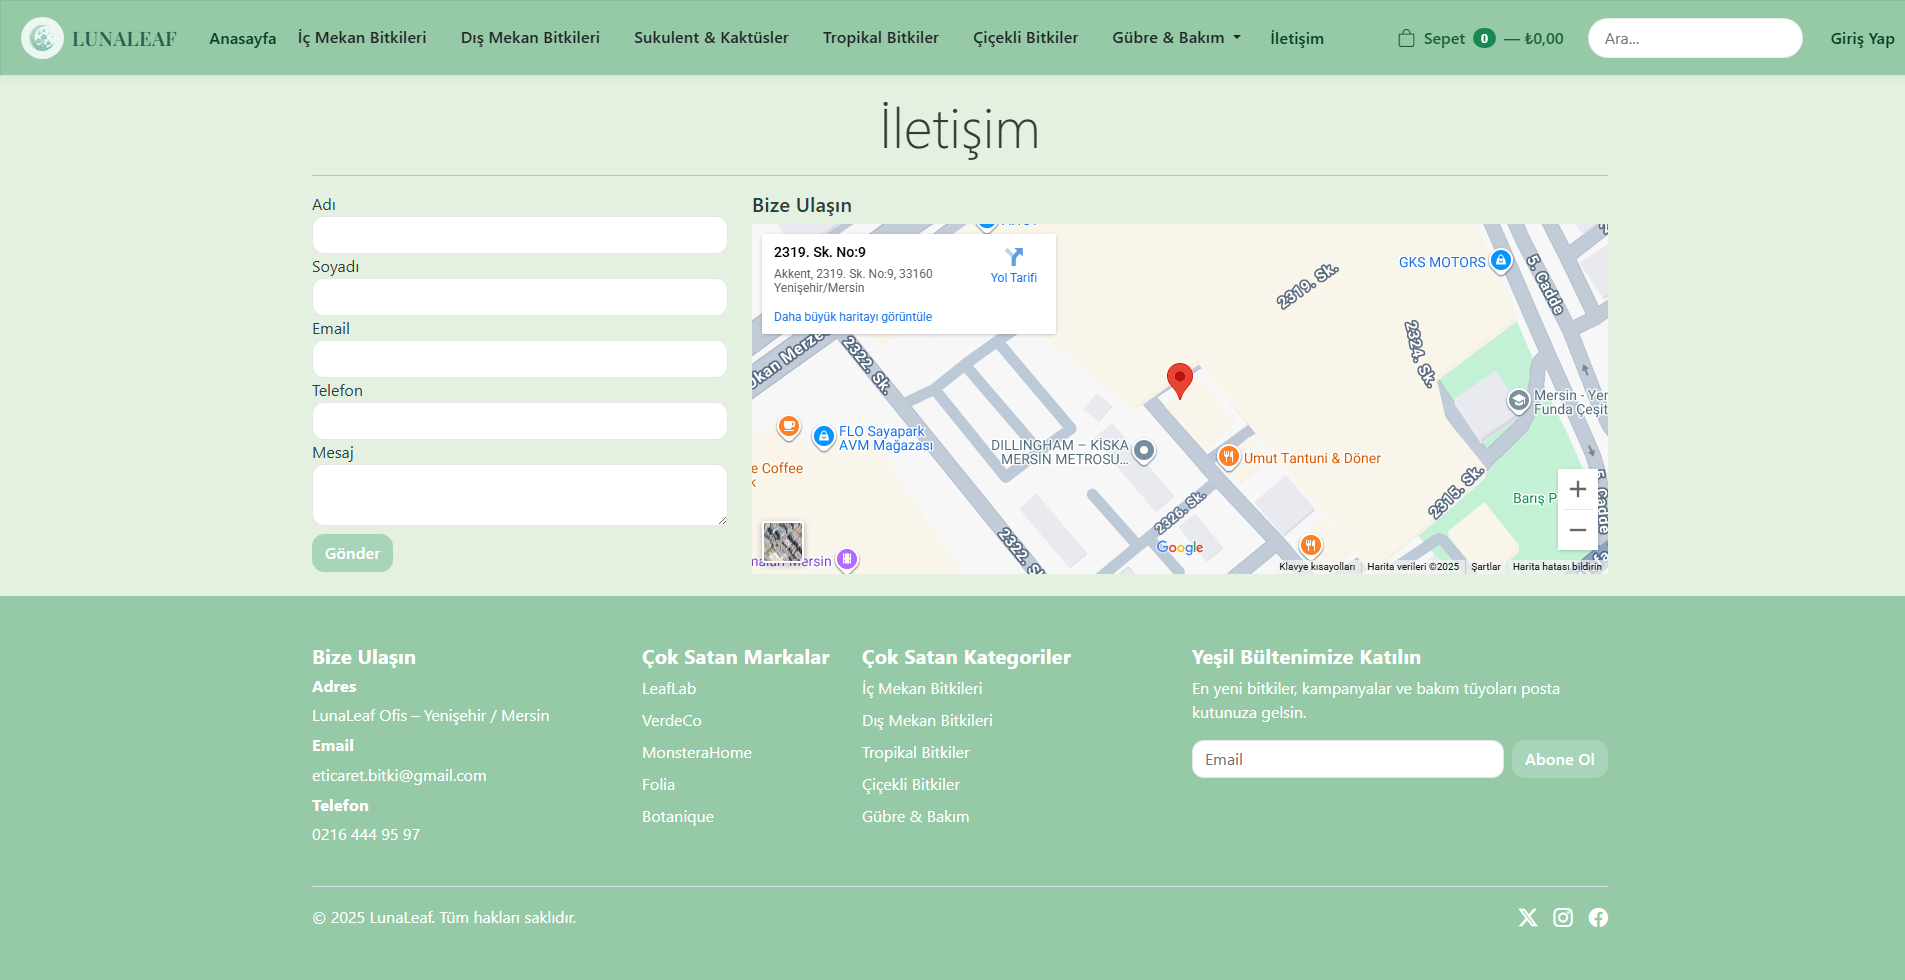 LUNALEAF
Anasayfa
İç Mekan Bitkileri
Dış Mekan Bitkileri
Sukulent & Kaktüsler
Tropikal Bitkiler
Çiçekli Bitkiler
Gübre & Bakım
İletişim
Sepet 0 — ₺0,00
Ara...
Giriş Yap
İletişim
Adı
Soyadı
Email
Telefon
Mesaj
Gönder
Bize Ulaşın
2319. Sk. No:9
Akkent, 2319. Sk. No:9, 33160
Yenişehir/Mersin
Yol Tarifi
Daha büyük haritayı görüntüle
GKS MOTORS
5. Cadde
2319. Sk.
2324. Sk.
2322. Sk.
Mersin - Yer
Funda Çeşit
FLO Sayapark
AVM Mağazası
DILLINGHAM – KİSKA
MERSİN METROSU...
Umut Tantuni & Döner
e Coffee
k
2315. Sk.
Barış P
5. Cadde
2326. Sk.
2322. Sk.
Mersin
Google
Klavye kısayolları
Harita verileri ©2025
Şartlar
Harita hatası bildirin
Bize Ulaşın
Adres
LunaLeaf Ofis – Yenişehir / Mersin
Email
eticaret.bitki@gmail.com
Telefon
0216 444 95 97
Çok Satan Markalar
LeafLab
VerdeCo
MonsteraHome
Folia
Botanique
Çok Satan Kategoriler
İç Mekan Bitkileri
Dış Mekan Bitkileri
Tropikal Bitkiler
Çiçekli Bitkiler
Gübre & Bakım
Yeşil Bültenimize Katılın
En yeni bitkiler, kampanyalar ve bakım tüyoları posta
kutunuza gelsin.
Email
Abone Ol
© 2025 LunaLeaf. Tüm hakları saklıdır.